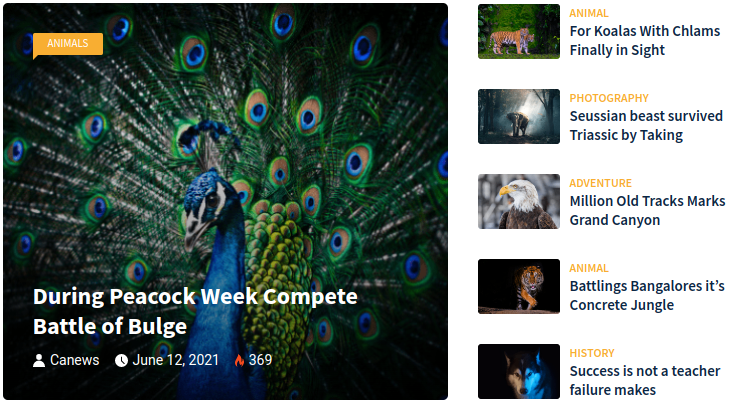 ANIMALS
During Peacock Week Compete
Battle of Bulge
Canews June 12, 2021 369
ANIMAL
For Koalas With Chlams
Finally in Sight
PHOTOGRAPHY
Seussian beast survived
Triassic by Taking
ADVENTURE
Million Old Tracks Marks
Grand Canyon
ANIMAL
Battlings Bangalores it’s
Concrete Jungle
HISTORY
Success is not a teacher
failure makes